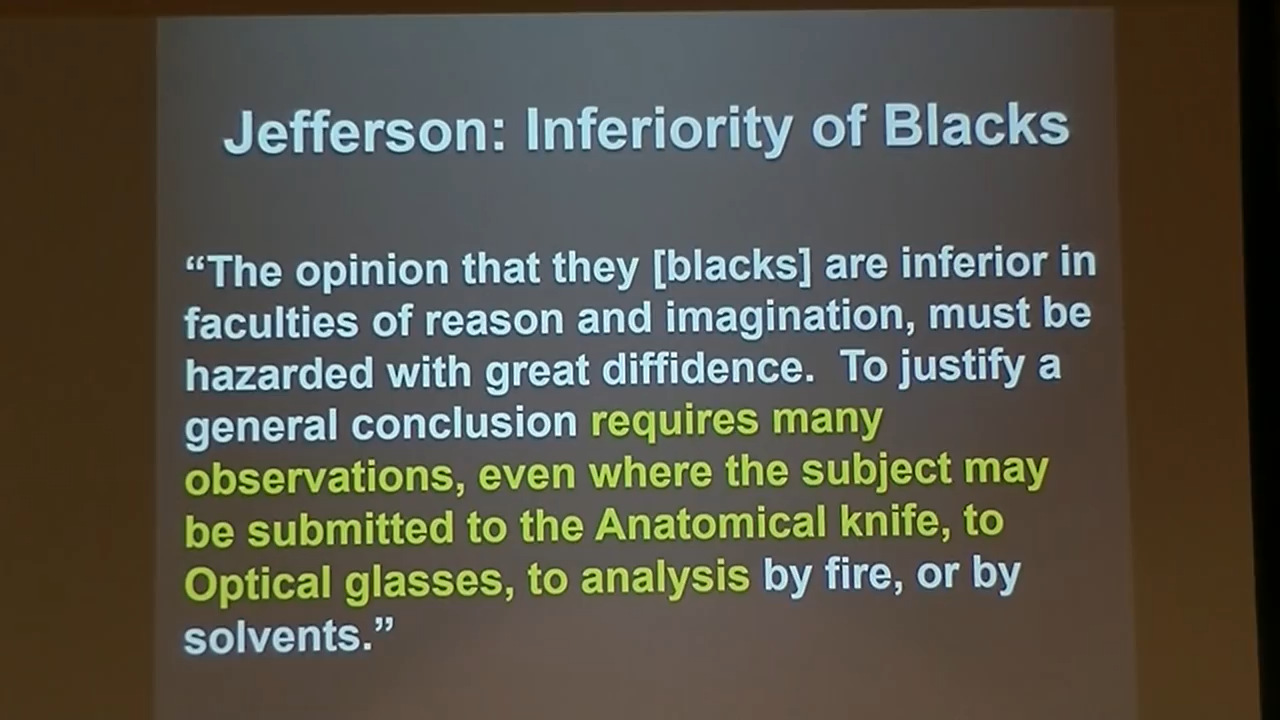 Jefferson: Inferiority of Blacks
“The opinion that they [blacks] are inferior in
faculties of reason and imagination, must be
hazarded with great diffidence.  To justify a
general conclusion requires many
observations, even where the subject may
be submitted to the Anatomical knife, to
Optical glasses, to analysis by fire, or by
solvents.”